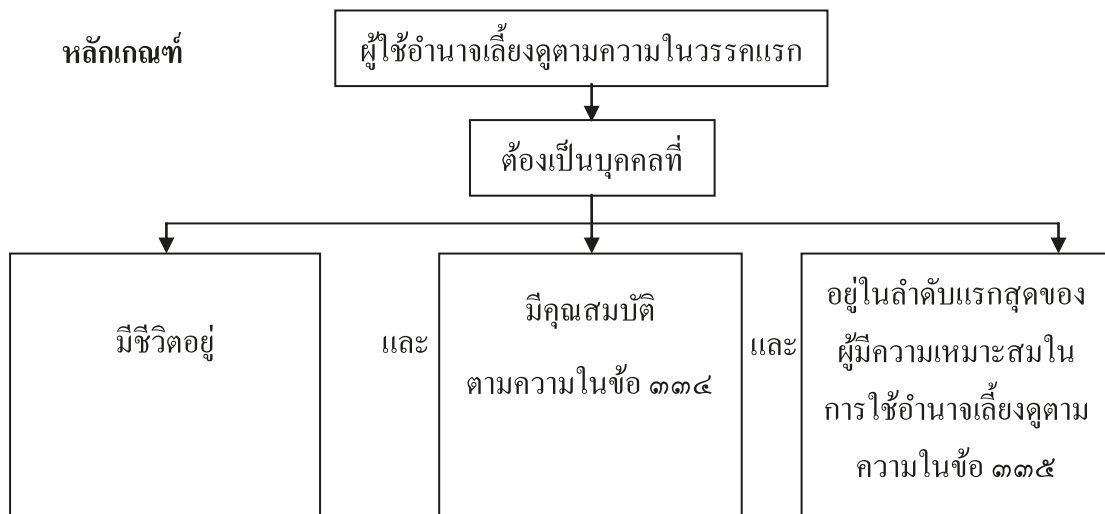 หลักเกณฑ์
ผู้ใช้อำนาจเลี้ยงดูตามความในวรรคแรก
ต้องเป็นบุคคลที่
มีชีวิตอยู่
และ
มีคุณสมบัติ
ตามความในข้อ ๓๓๔
และ
อยู่ในลำดับแรกสุดของ
ผู้มีความเหมาะสมใน
การใช้อำนาจเลี้ยงดูตาม
ความในข้อ ๓๓๕